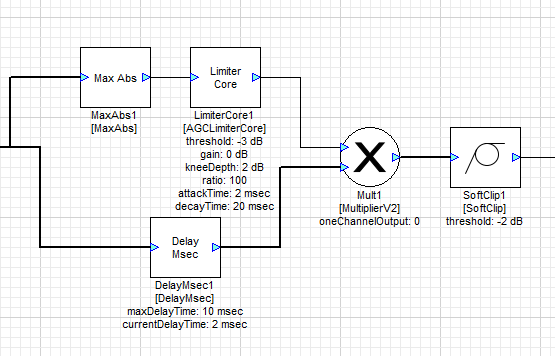 Max Abs
MaxAbs1
[MaxAbs]
Limiter
Core
LimiterCore1
[AGCLimiterCore]
threshold: -3 dB
gain: 0 dB
kneeDepth: 2 dB
ratio: 100
attackTime: 2 msec
decayTime: 20 msec
X
Mult1
[MultiplierV2]
oneChannelOutput: 0
SoftClip1
[SoftClip]
threshold: -2 dB
Delay
Msec
DelayMsec1
[DelayMsec]
maxDelayTime: 10 msec
currentDelayTime: 2 msec